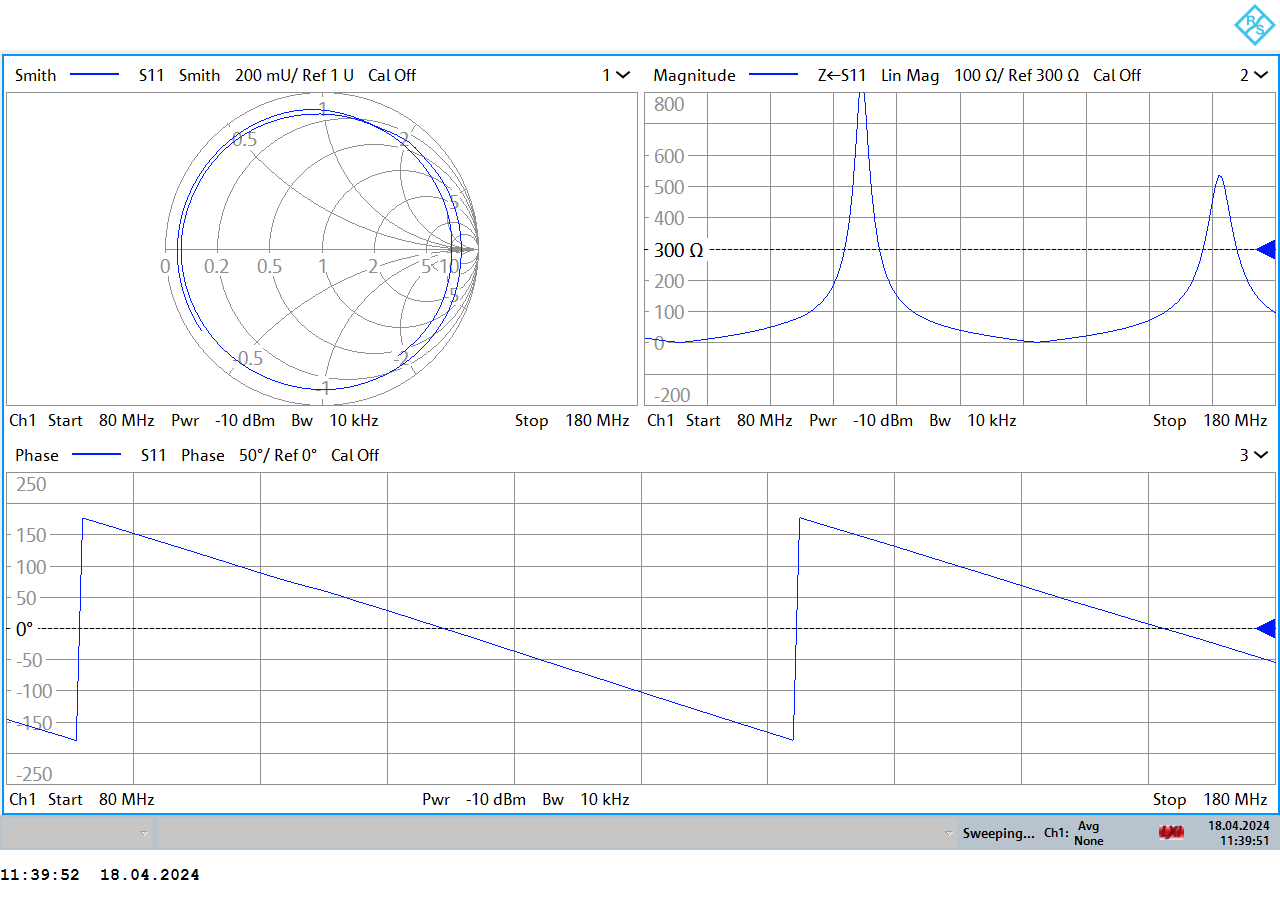 R&S
Smith S11 Smith 200 mU/ Ref 1 U Cal Off 1
Magnitude Z←S11 Lin Mag 100 Ω/ Ref 300 Ω Cal Off 2
1
0.5
2
5
0 0.2 0.5 1 2 5 10
-5
-0.5
-2
-1
800
600
500
400
300 Ω
200
100
0
-200
Ch1 Start 80 MHz Pwr -10 dBm Bw 10 kHz Stop 180 MHz
Ch1 Start 80 MHz Pwr -10 dBm Bw 10 kHz Stop 180 MHz
Phase S11 Phase 50°/ Ref 0° Cal Off 3
250
150
100
50
0°
-50
-100
-150
-250
Ch1 Start 80 MHz Pwr -10 dBm Bw 10 kHz Stop 180 MHz
Sweeping... Ch1: Avg None LXI 18.04.2024
11:39:51
11:39:52 18.04.2024